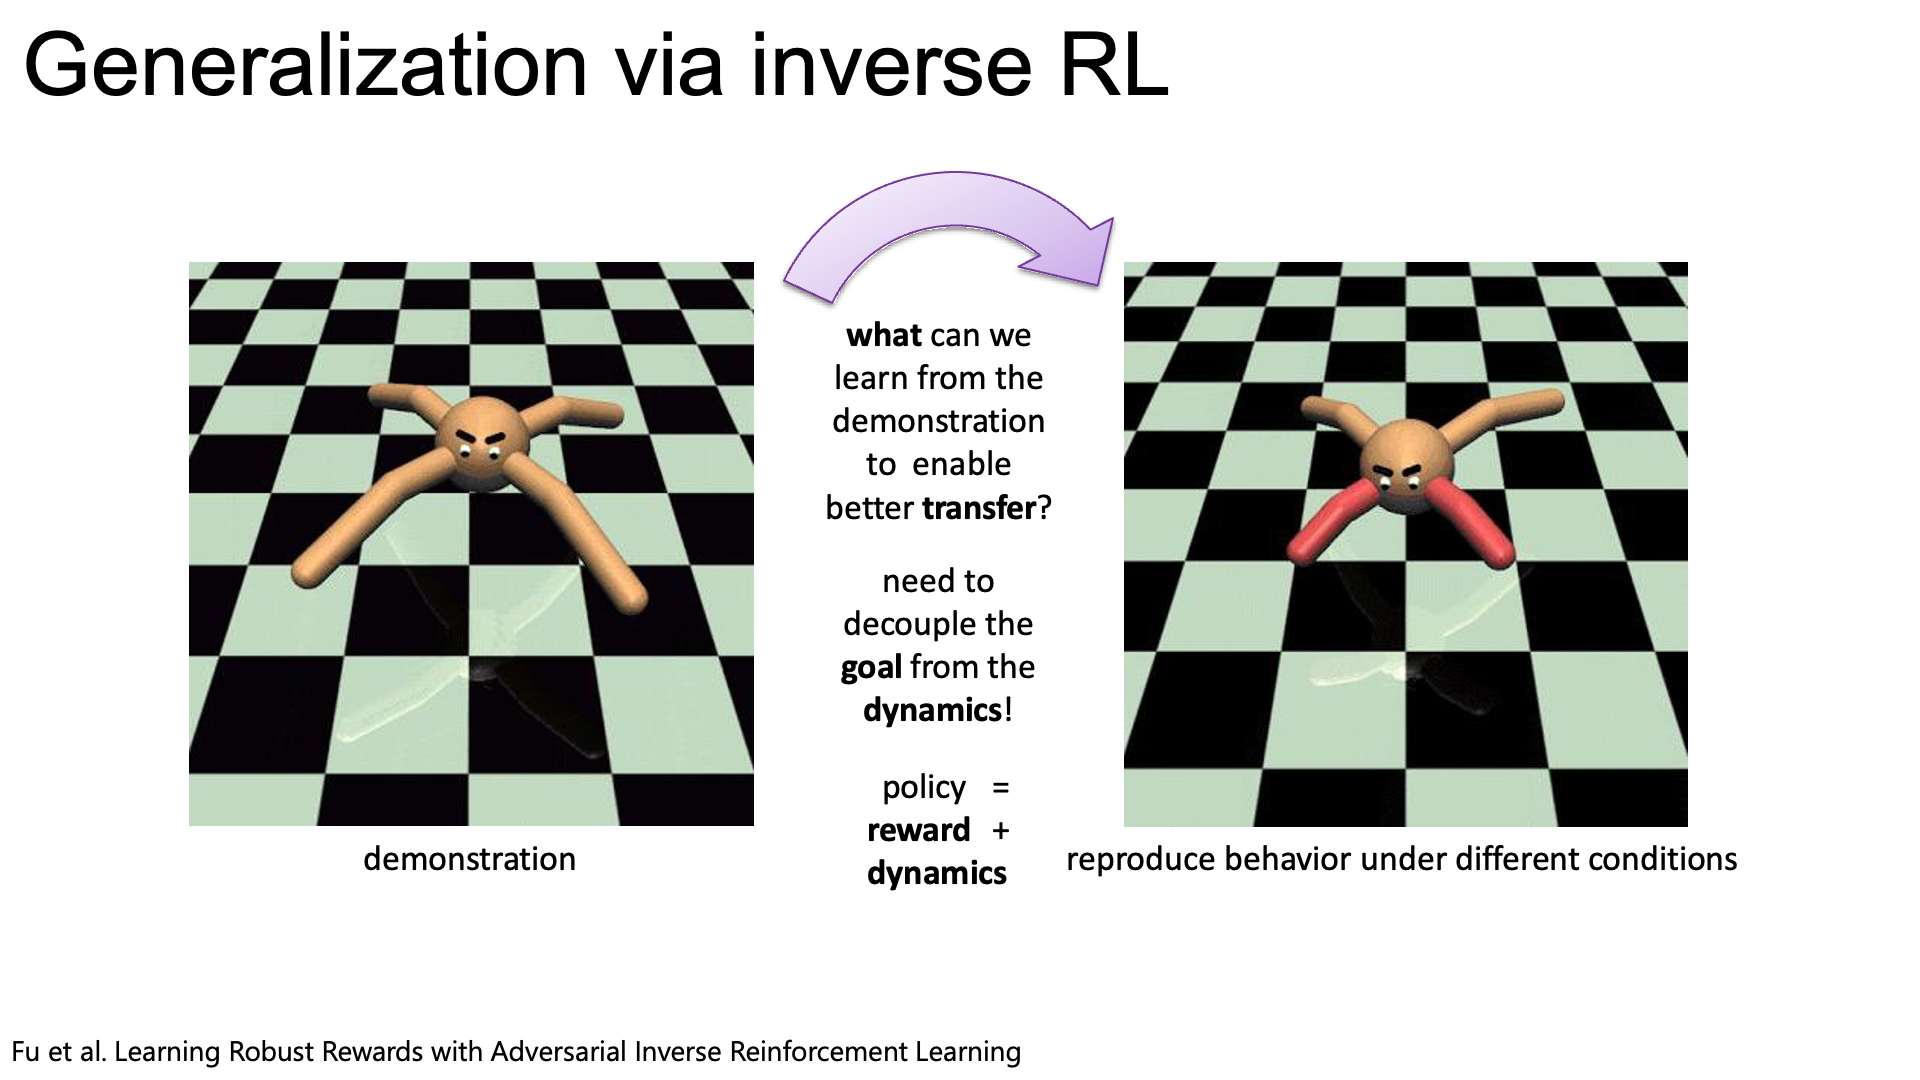 Generalization via inverse RL
what can we
learn from the
demonstration
to enable
better transfer?
need to
decouple the
goal from the
dynamics!
policy =
reward +
dynamics
demonstration
reproduce behavior under different conditions
Fu et al. Learning Robust Rewards with Adversarial Inverse Reinforcement Learning